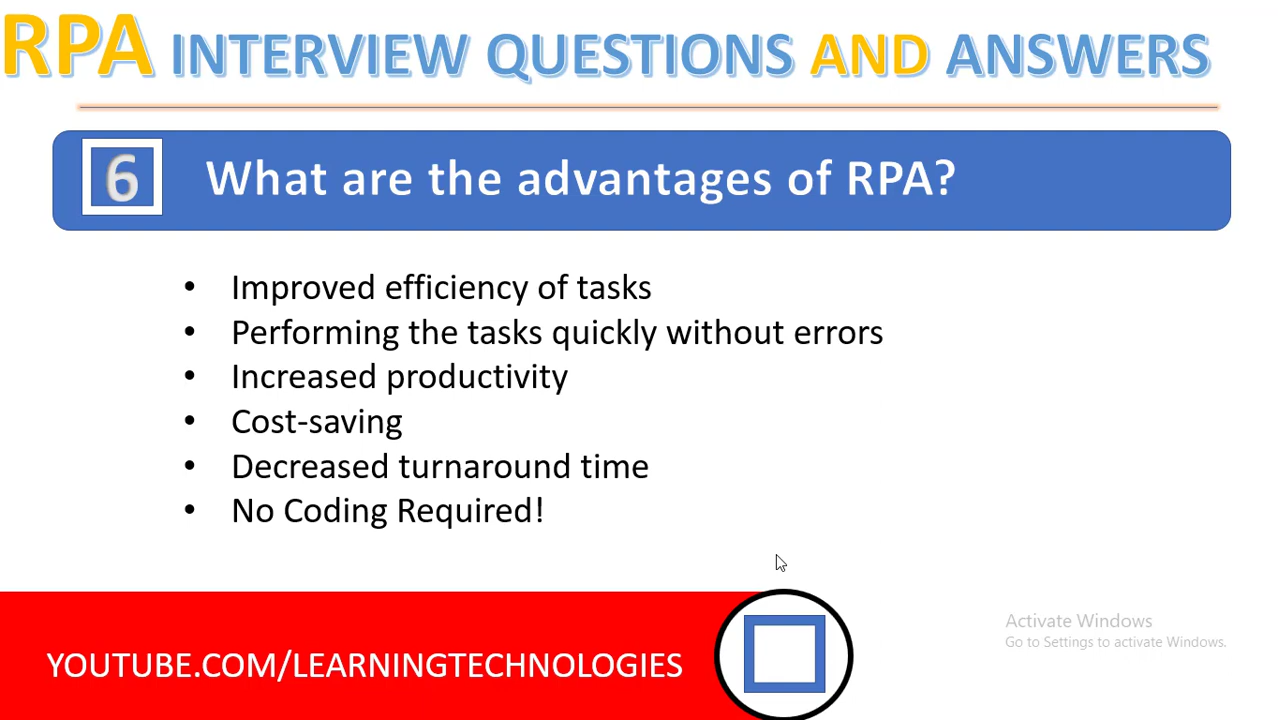 RPA INTERVIEW QUESTIONS AND ANSWERS
6 What are the advantages of RPA?
• Improved efficiency of tasks
• Performing the tasks quickly without errors
• Increased productivity
• Cost-saving
• Decreased turnaround time
• No Coding Required!
Activate Windows
Go to Settings to activate Windows.
YOUTUBE.COM/LEARNINGTECHNOLOGIES